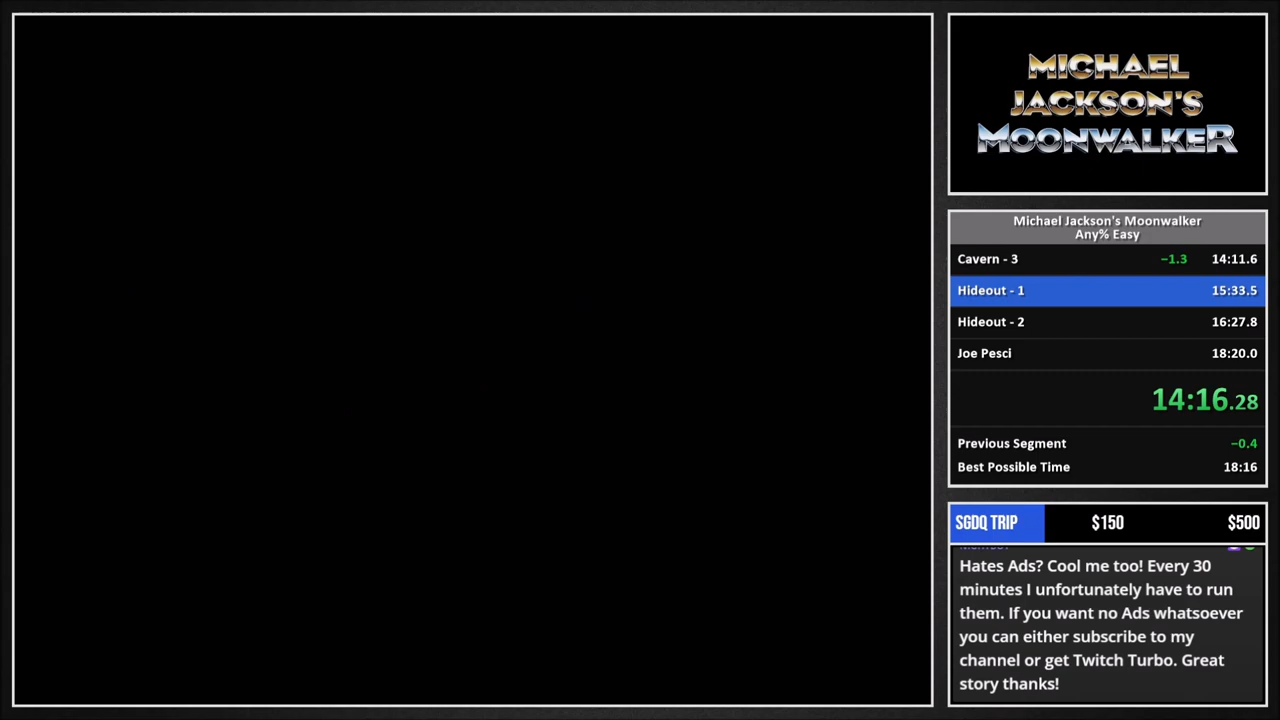 MICHAEL
JACKSON'S
MOONWALKER
Michael Jackson's Moonwalker
Any% Easy
Cavern - 3 −1.3 14:11.6
Hideout - 1 15:33.5
Hideout - 2 16:27.8
Joe Pesci 18:20.0
14:16.28
Previous Segment −0.4
Best Possible Time 18:16
SGDQ TRIP $150 $500
Hates Ads? Cool me too! Every 30
minutes I unfortunately have to run
them. If you want no Ads whatsoever
you can either subscribe to my
channel or get Twitch Turbo. Great
story thanks!